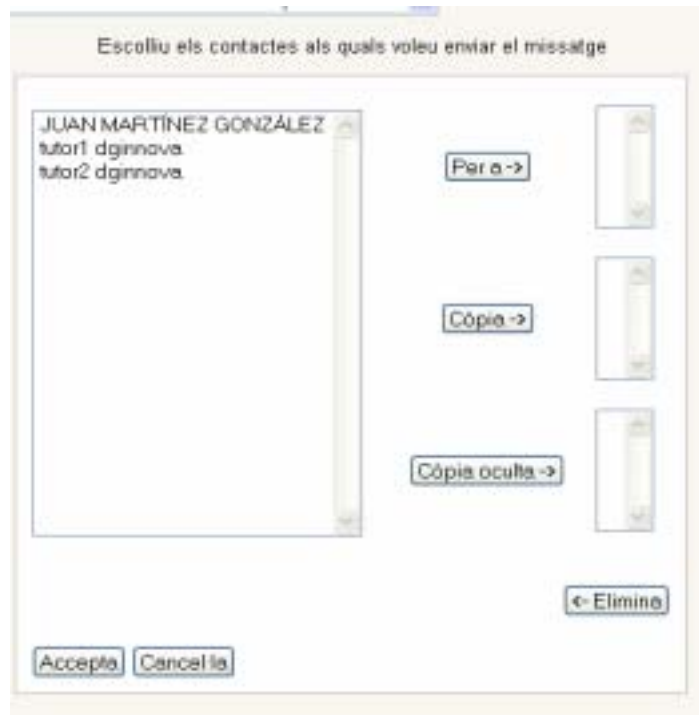 Escolliu els contactes als quals voleu enviar el missatge
JUAN MARTÍNEZ GONZÁLEZ
tutor1 dginnova
tutor2 dginnova
Per a ->
Còpia ->
Còpia oculta ->
<- Elimina
Accepta Cancel·la